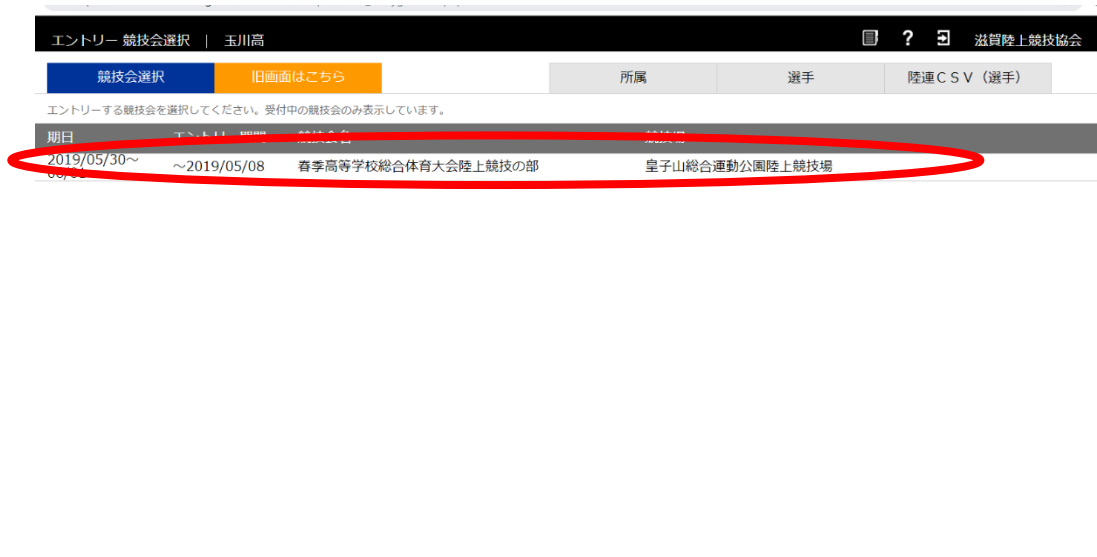 エントリー 競技会選択 ｜ 玉川高 ? 滋賀陸上競技協会
競技会選択 旧画面はこちら 所属 選手 陸連ＣＳＶ（選手）
エントリーする競技会を選択してください。受付中の競技会のみ表示しています。
期日
2019/05/30～
～2019/05/08 春季高等学校総合体育大会陸上競技の部 皇子山総合運動公園陸上競技場